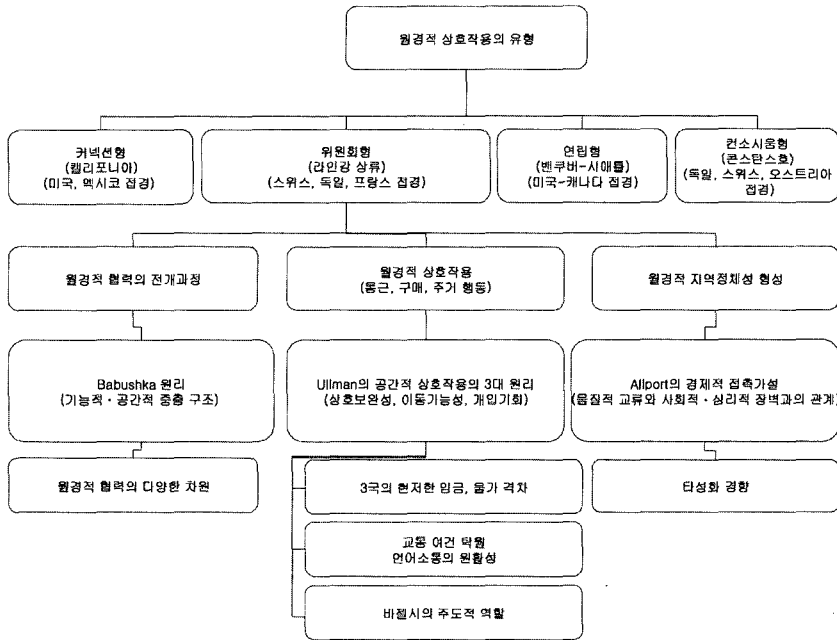 월경적 상호작용의 유형
커넥션형
(캘리포니아)
(미국, 멕시코 접경)
위원회형
(라인강 상류)
(스위스, 독일, 프랑스 접경)
연립형
(밴쿠버-시애틀)
(미국-캐나다 접경)
컨소시움형
(콘스탄스호)
(독일, 스위스, 오스트리아
접경)
월경적 협력의 전개과정
월경적 상호작용
(통근, 구매, 주거 행동)
월경적 지역정체성 형성
Babushka 원리
(기능적·공간적 중층 구조)
Ullman의 공간적 상호작용의 3대 원리
(상호보완성, 이동가능성, 개입기회)
Allport의 경제적 접촉가설
(물질적 교류와 사회적·심리적 장벽과의 관계)
월경적 협력의 다양한 차원
3국의 현저한 임금, 물가 격차
타성화 경향
교통 여건 탁월
언어소통의 원활성
바젤시의 주도적 역할